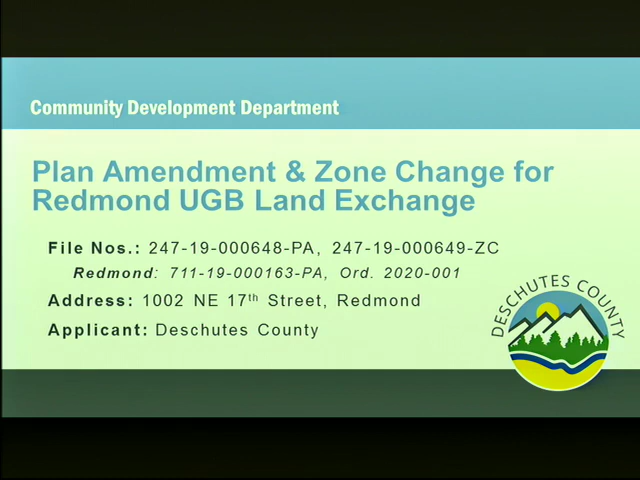 Community Development Department
Plan Amendment & Zone Change for
Redmond UGB Land Exchange
File Nos.: 247-19-000648-PA, 247-19-000649-ZC
Redmond: 711-19-000163-PA, Ord. 2020-001
Address: 1002 NE 17th Street, Redmond
Applicant: Deschutes County
DESCHUTES COUNTY